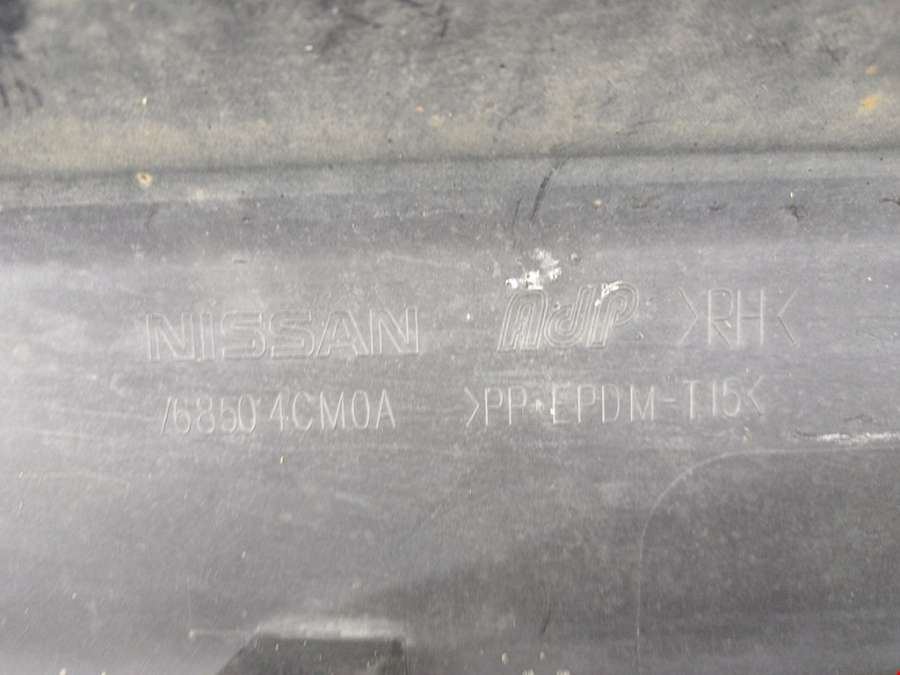 NISSAN AdP >RH<
76850 4CM0A >PP+EPDM-T15<